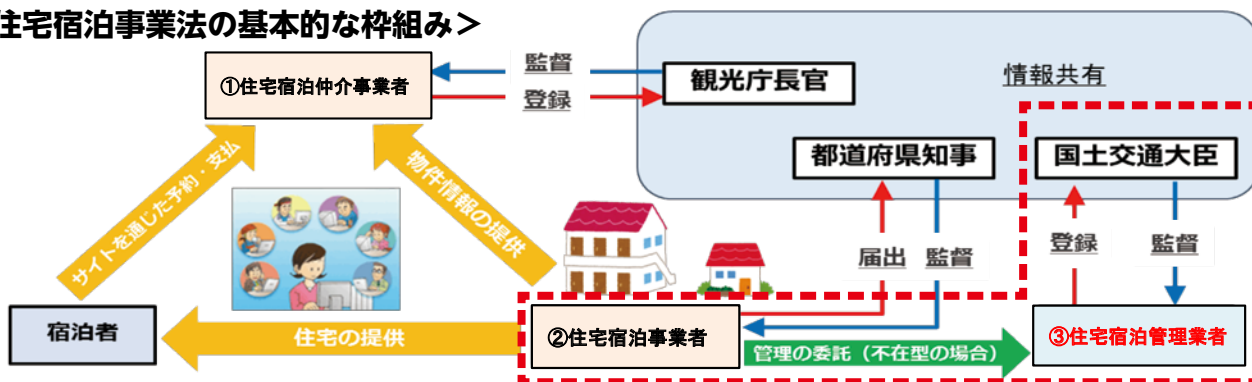 住宅宿泊事業法の基本的な枠組み＞
①住宅宿泊仲介事業者
監督
登録
観光庁長官
情報共有
都道府県知事
国土交通大臣
サイトを通じた予約・支払
物件情報の提供
届出
監督
登録
監督
宿泊者
住宅の提供
②住宅宿泊事業者
管理の委託（不在型の場合）
③住宅宿泊管理業者